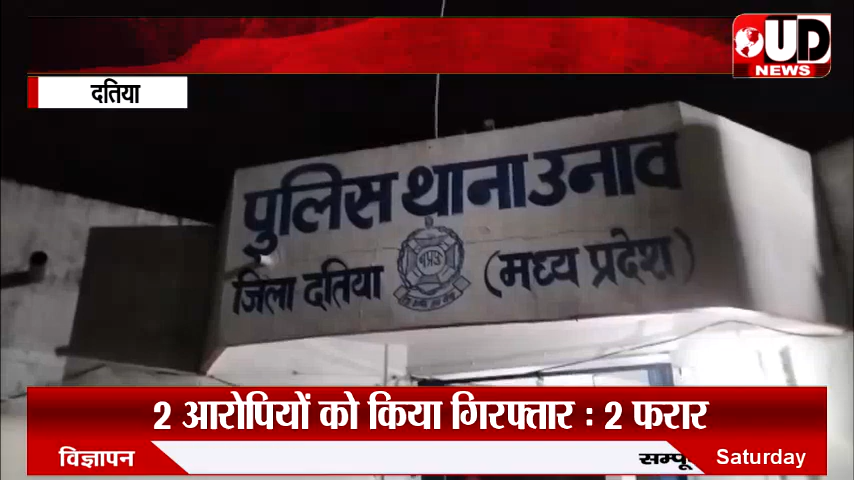 UD
NEWS
दतिया
पुलिस थाना उनाव
जिला दतिया (मध्य प्रदेश)
2 आरोपियों को किया गिरफ्तार : 2 फरार
विज्ञापन
Saturday